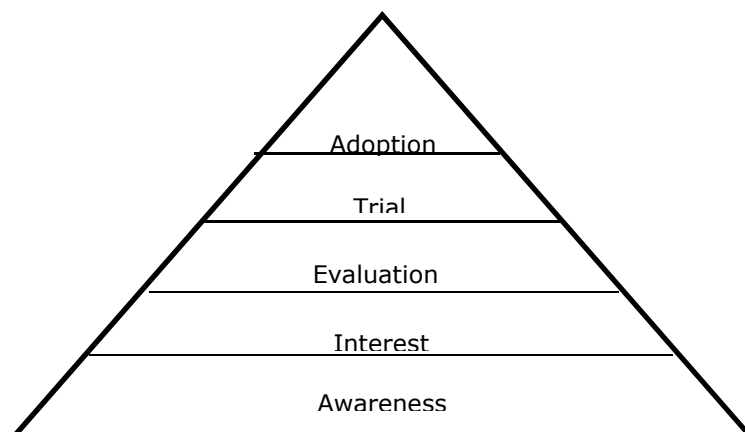 Adoption
Trial
Evaluation
Interest
Awareness